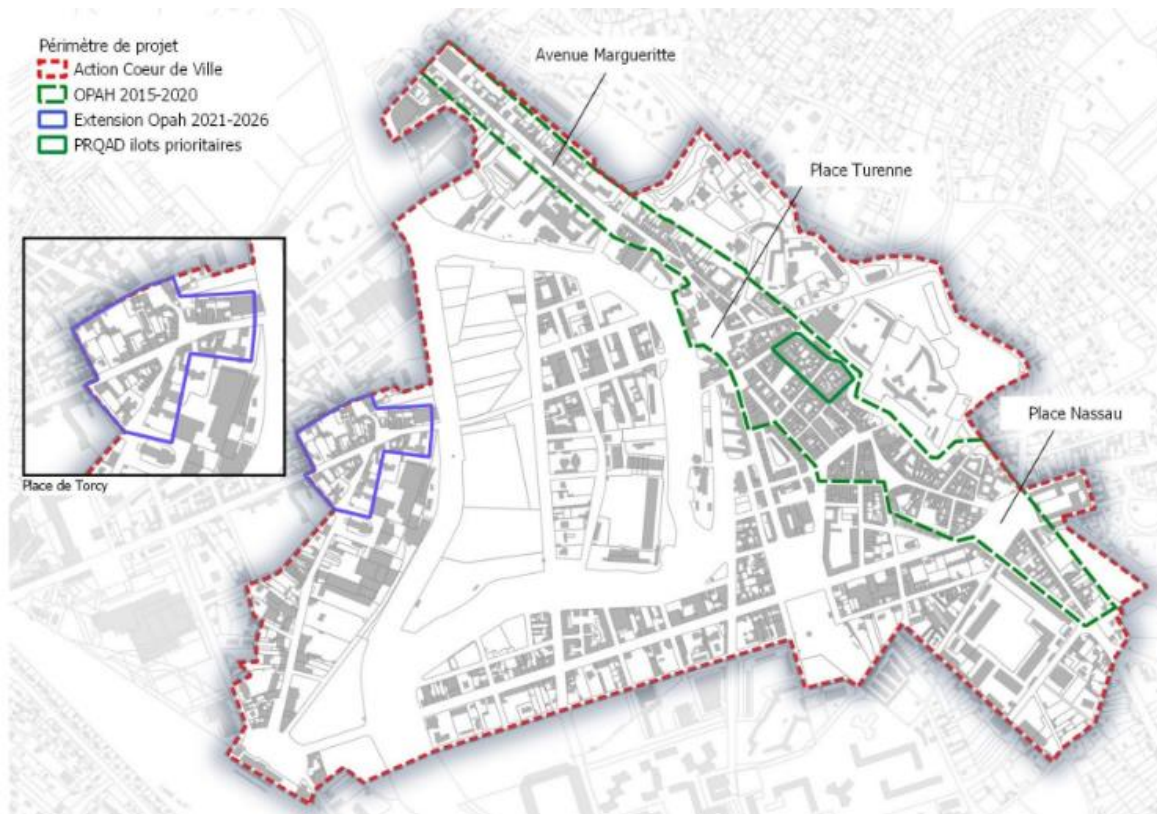 Périmètre de projet
Action Coeur de Ville
OPAH 2015-2020
Extension Opah 2021-2026
PRQAD ilots prioritaires
Avenue Margueritte
Place Turenne
Place Nassau
Place de Torcy